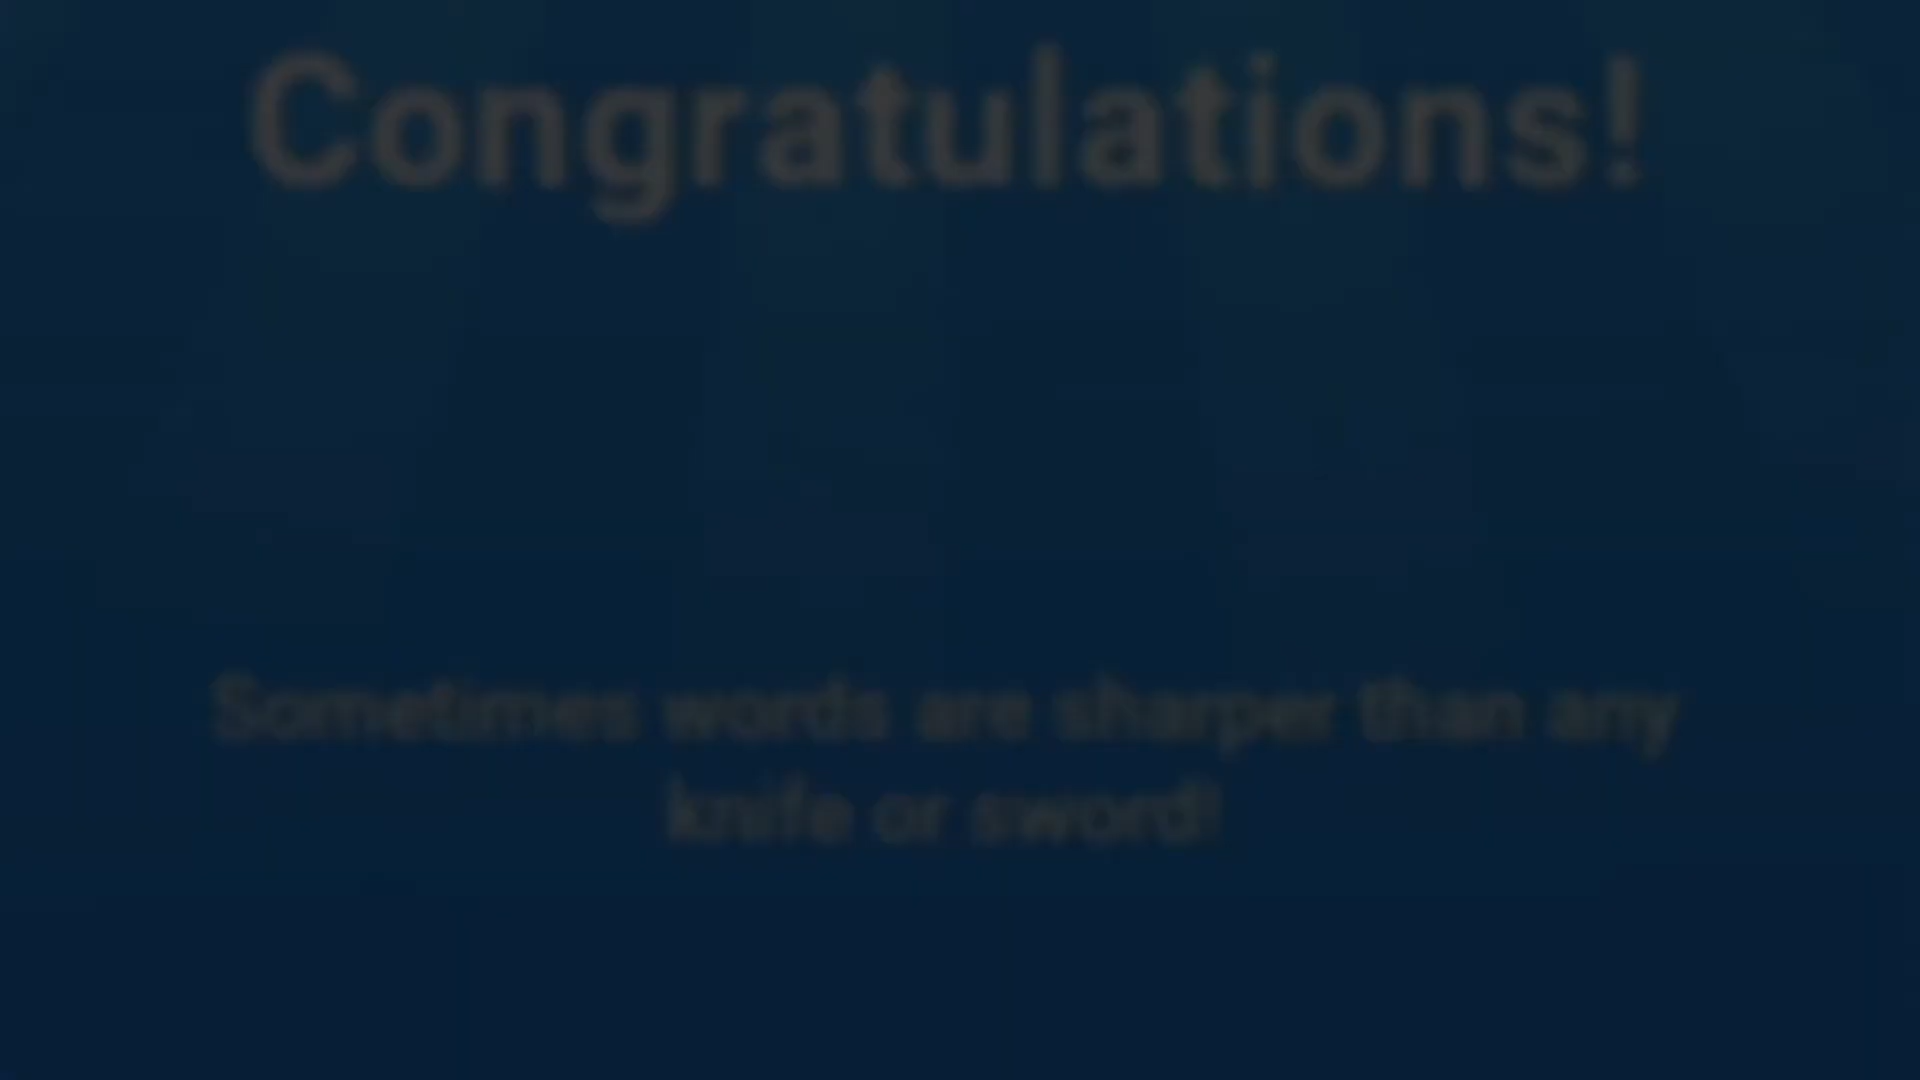 Congratulations!
Sometimes words are sharper than any
knife or sword!